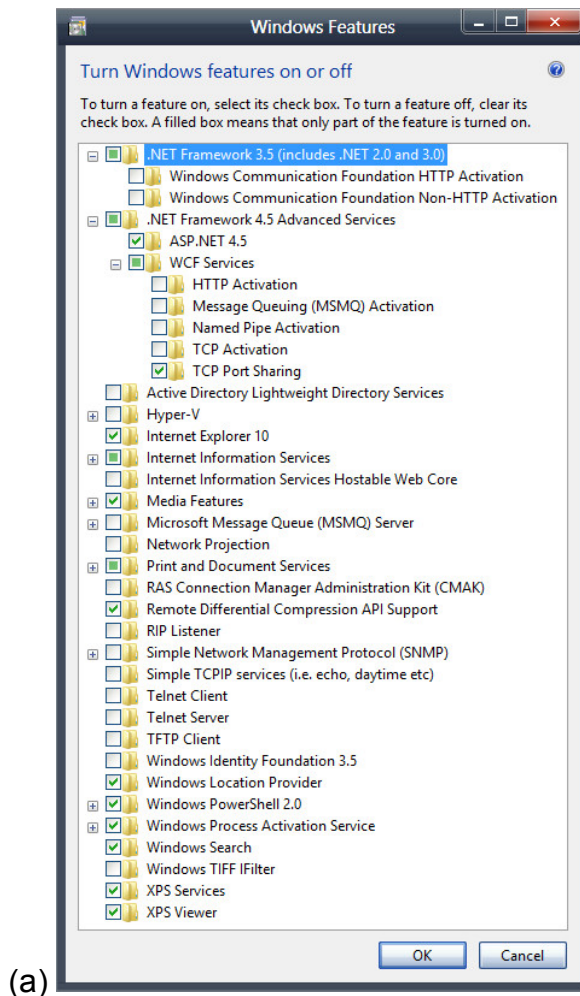 Windows Features
Turn Windows features on or off
To turn a feature on, select its check box. To turn a feature off, clear its
check box. A filled box means that only part of the feature is turned on.
.NET Framework 3.5 (includes .NET 2.0 and 3.0)
Windows Communication Foundation HTTP Activation
Windows Communication Foundation Non-HTTP Activation
.NET Framework 4.5 Advanced Services
ASP.NET 4.5
WCF Services
HTTP Activation
Message Queuing (MSMQ) Activation
Named Pipe Activation
TCP Activation
TCP Port Sharing
Active Directory Lightweight Directory Services
Hyper-V
Internet Explorer 10
Internet Information Services
Internet Information Services Hostable Web Core
Media Features
Microsoft Message Queue (MSMQ) Server
Network Projection
Print and Document Services
RAS Connection Manager Administration Kit (CMAK)
Remote Differential Compression API Support
RIP Listener
Simple Network Management Protocol (SNMP)
Simple TCPIP services (i.e. echo, daytime etc)
Telnet Client
Telnet Server
TFTP Client
Windows Identity Foundation 3.5
Windows Location Provider
Windows PowerShell 2.0
Windows Process Activation Service
Windows Search
Windows TIFF IFilter
XPS Services
XPS Viewer
OK Cancel
(a)